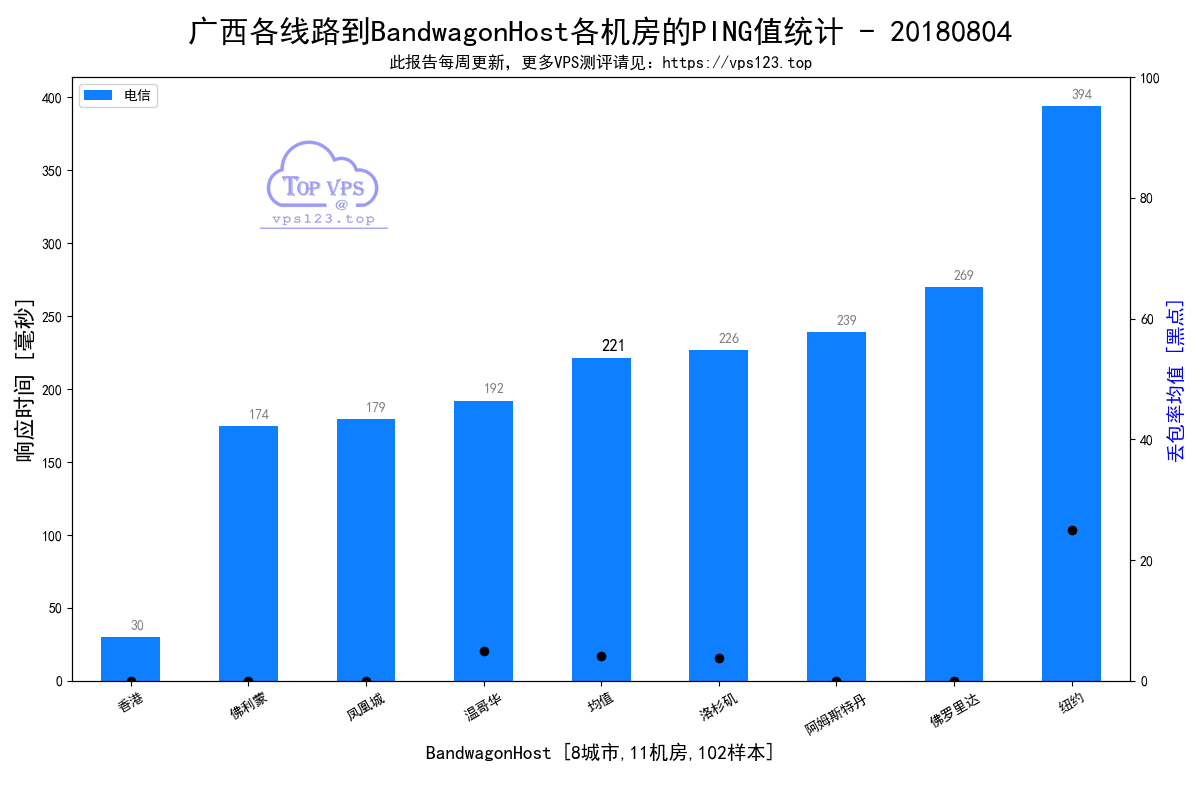 广西各线路到BandwagonHost各机房的PING值统计 - 20180804
此报告每周更新，更多VPS测评请见：https://vps123.top
电信
TOP VPS
@
vps123.top
响应时间 [毫秒]
400
350
300
250
200
150
100
50
0
30
174
179
192
221
226
239
269
394
100
80
60
40
20
0
丢包率均值 [黑点]
香港
佛利蒙
凤凰城
温哥华
均值
洛杉矶
阿姆斯特丹
佛罗里达
纽约
BandwagonHost [8城市,11机房,102样本]